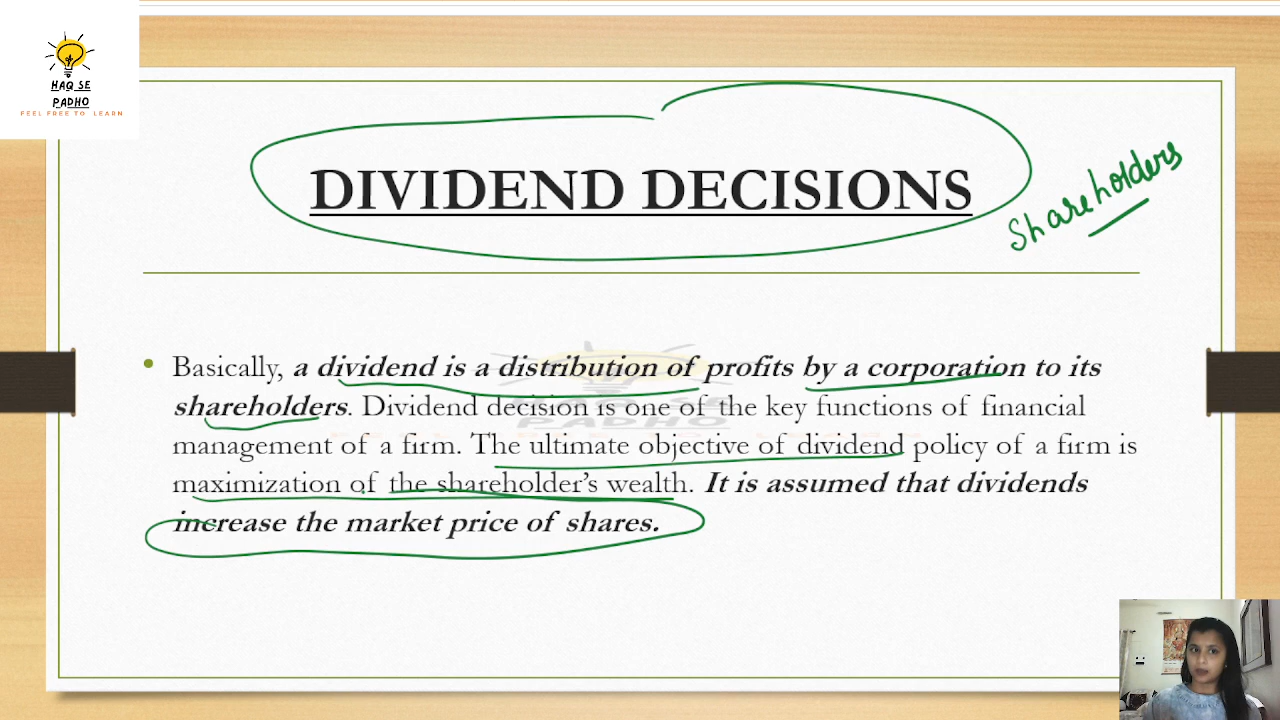 HAQ SE
PADHO
FEEL FREE TO LEARN
DIVIDEND DECISIONS
Shareholders
• Basically, a dividend is a distribution of profits by a corporation to its
shareholders. Dividend decision is one of the key functions of financial
management of a firm. The ultimate objective of dividend policy of a firm is
maximization of the shareholder's wealth. It is assumed that dividends
increase the market price of shares.
HAQ SE
PADHO